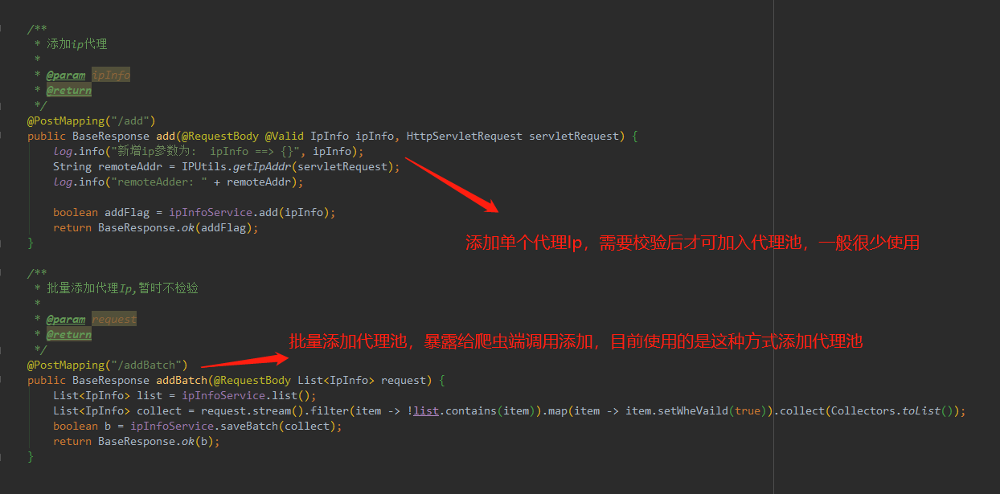 /**
* 添加ip代理
*
* @param ipInfo
* @return
*/
@PostMapping("/add")
public BaseResponse add(@RequestBody @Valid IpInfo ipInfo, HttpServletRequest servletRequest) {
log.info("新增ip参数为:  ipInfo ==> {}", ipInfo);
String remoteAddr = IPUtils.getIpAddr(servletRequest);
log.info("remoteAdder: " + remoteAddr);
boolean addFlag = ipInfoService.add(ipInfo);
return BaseResponse.ok(addFlag);
添加单个代理Ip，需要校验后才可加入代理池，一般很少使用
}
/**
* 批量添加代理Ip,暂时不检验
*
* @param request
* @return
批量添加代理池，暴露给爬虫端调用添加，目前使用的是这种方式添加代理池
*/
@PostMapping("/addBatch")
public BaseResponse addBatch(@RequestBody List<IpInfo> request) {
List<IpInfo> list = ipInfoService.list();
List<IpInfo> collect = request.stream().filter(item -> !list.contains(item)).map(item -> item.setWheVaild(true)).collect(Collectors.toList());
boolean b = ipInfoService.saveBatch(collect);
return BaseResponse.ok(b);
}